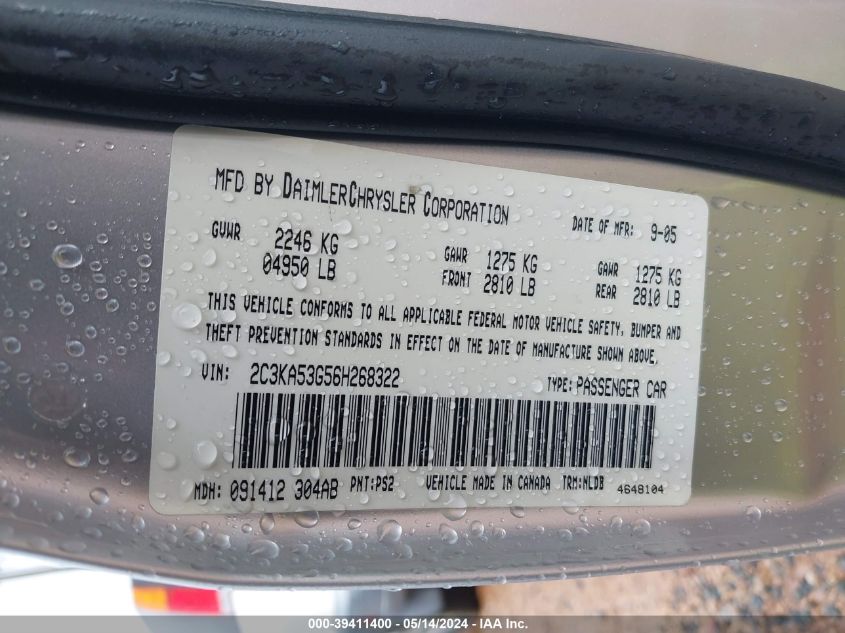 MFD BY DAIMLERCHRYSLER CORPORATION DATE OF MFR: 9-05
GVWR 2246 KG GAWR 1275 KG GAWR 1275 KG
04950 LB FRONT 2810 LB REAR 2810 LB
THIS VEHICLE CONFORMS TO ALL APPLICABLE FEDERAL MOTOR VEHICLE SAFETY, BUMPER AND
THEFT PREVENTION STANDARDS IN EFFECT ON THE DATE OF MANUFACTURE SHOWN ABOVE.
VIN: 2C3KA53G56H268322 TYPE: PASSENGER CAR
MDH: 091412 304AB PNT:PS2 VEHICLE MADE IN CANADA TRM:NLDB 4648104
000-39411400 - 05/14/2024 - IAA Inc.